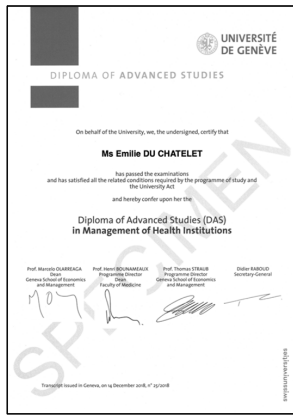 UNIVERSITÉ
DE GENÈVE
DIPLOMA OF ADVANCED STUDIES
On behalf of the University, we, the undersigned, certify that
Ms Emilie DU CHATELET
has passed the examinations
and has satisfied all the related conditions required by the programme of study and
the University Act
and hereby confer upon her the
Diploma of Advanced Studies (DAS)
in Management of Health Institutions
Prof. Marcelo OLARREAGA
Dean
Geneva School of Economics
and Management
Prof. Henri BOUNAMEAUX
Programme Director
Dean
Faculty of Medicine
Prof. Thomas STRAUB
Programme Director
Geneva School of Economics
and Management
Didier RABOUD
Secretary-General
SPECIMEN
Transcript issued in Geneva, on 19 December 2018, n° 25/2018
swissuniversities